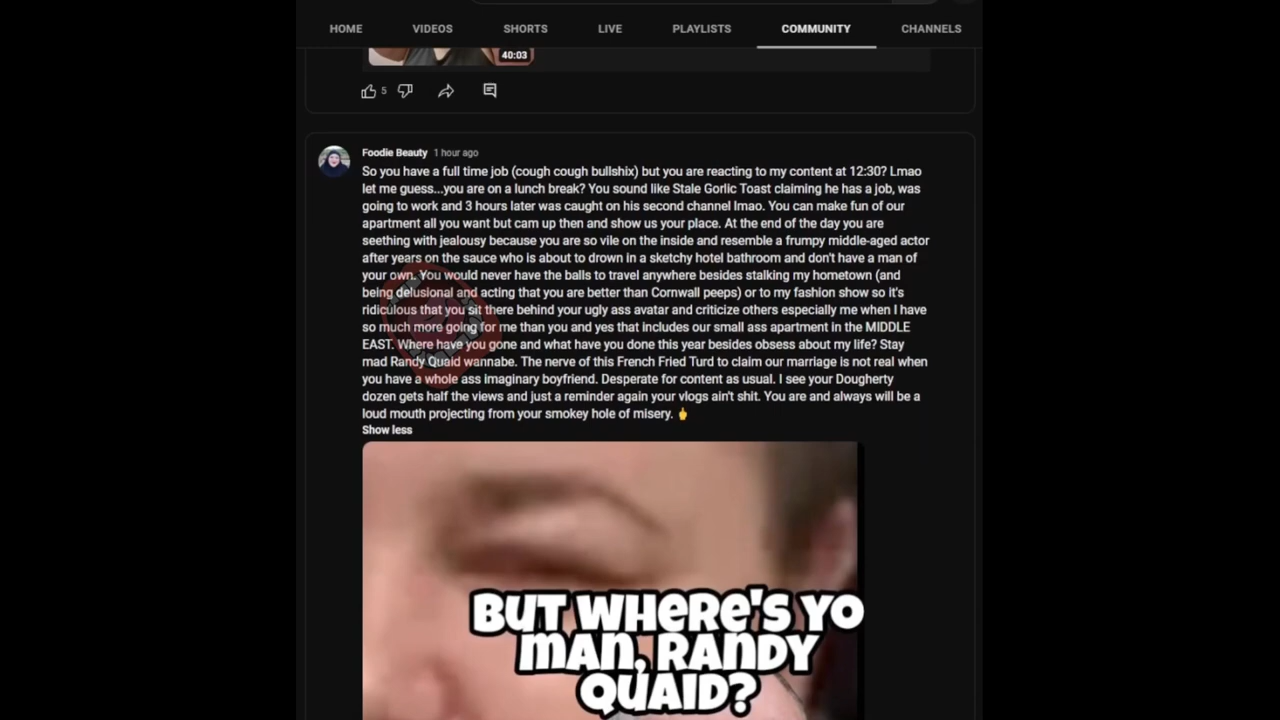 HOME VIDEOS SHORTS LIVE PLAYLISTS COMMUNITY CHANNELS
40:03
5
Foodie Beauty 1 hour ago
So you have a full time job (cough cough bullshix) but you are reacting to my content at 12:30? Lmao
let me guess...you are on a lunch break? You sound like Stale Gorlic Toast claiming he has a job, was
going to work and 3 hours later was caught on his second channel lmao. You can make fun of our
apartment all you want but cam up then and show us your place. At the end of the day you are
seething with jealousy because you are so vile on the inside and resemble a frumpy middle-aged actor
after years on the sauce who is about to drown in a sketchy hotel bathroom and don't have a man of
your own. You would never have the balls to travel anywhere besides stalking my hometown (and
being delusional and acting that you are better than Cornwall peeps) or to my fashion show so it's
ridiculous that you sit there behind your ugly ass avatar and criticize others especially me when I have
so much more going for me than you and yes that includes our small ass apartment in the MIDDLE
EAST. Where have you gone and what have you done this year besides obsess about my life? Stay
mad Randy Quaid wannabe. The nerve of this French Fried Turd to claim our marriage is not real when
you have a whole ass imaginary boyfriend. Desperate for content as usual. I see your Dougherty
dozen gets half the views and just a reminder again your vlogs ain't shit. You are and always will be a
loud mouth projecting from your smokey hole of misery. 🖕
Show less
BUT WHERE'S YO
MAN, RANDY
QUAID?